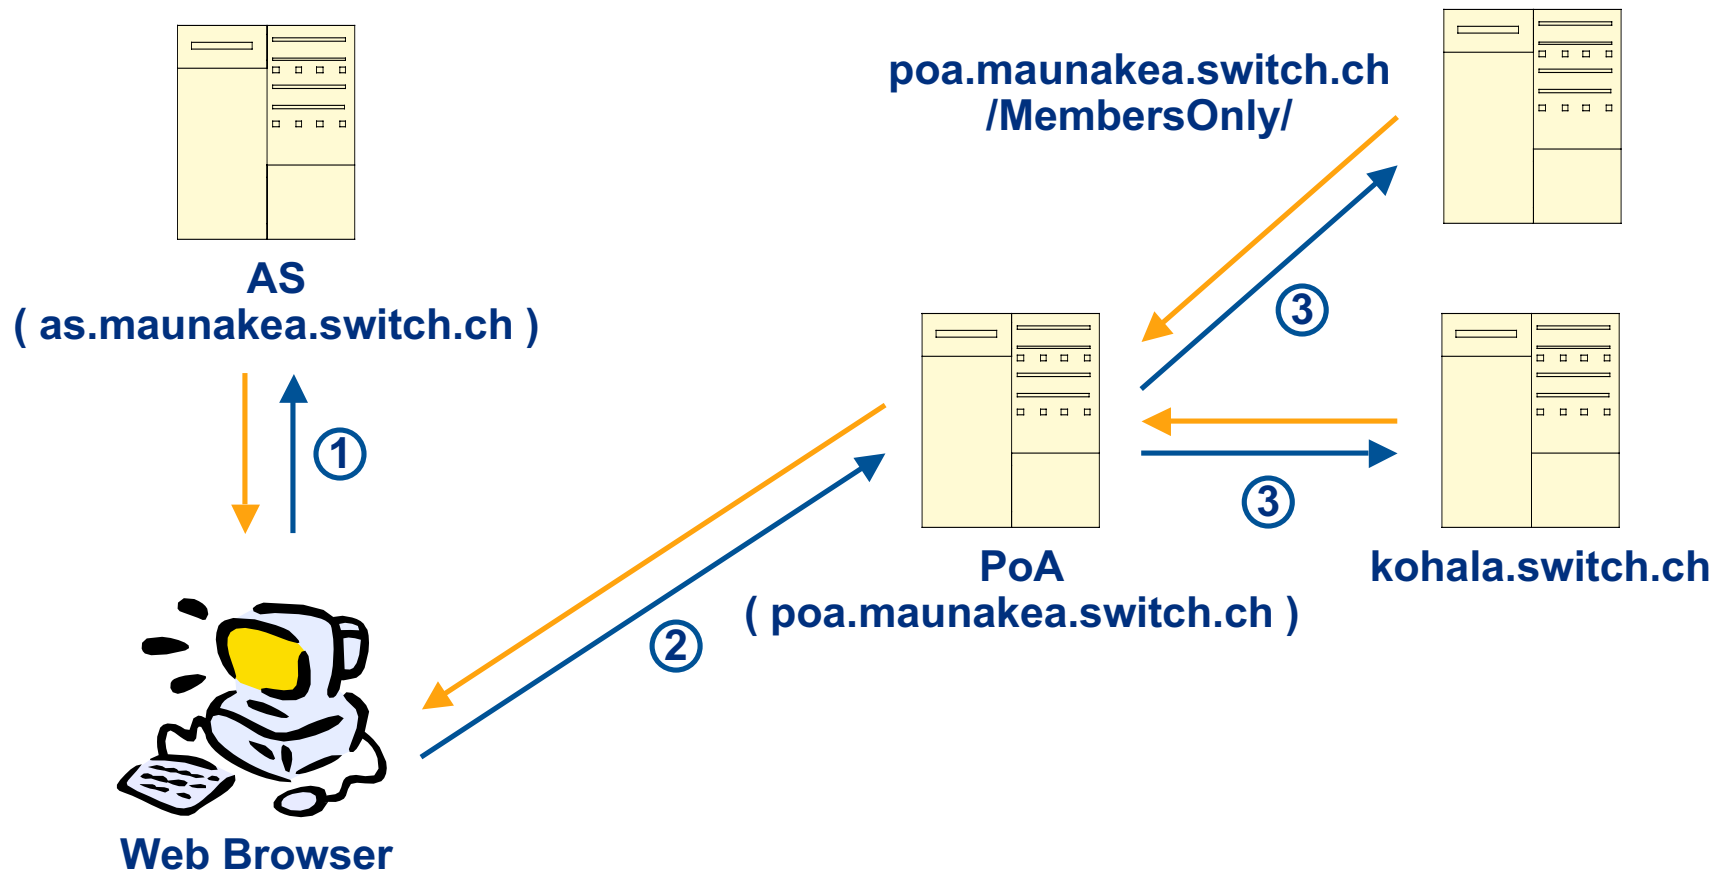 poa.maunakea.switch.ch
/MembersOnly/
AS
( as.maunakea.switch.ch )
3
1
3
PoA
( poa.maunakea.switch.ch )
kohala.switch.ch
2
Web Browser